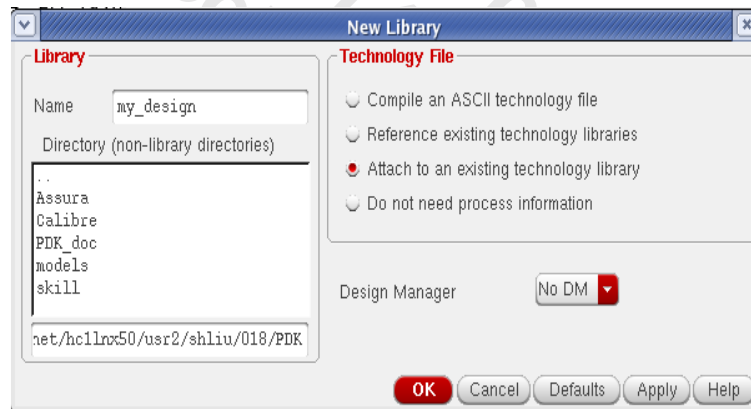 New Library
Library
Name my_design
Directory (non-library directories)
..
Assura
Calibre
PDK_doc
models
skill
net/hcllnx50/usr2/shliu/018/PDK
Technology File
Compile an ASCII technology file
Reference existing technology libraries
Attach to an existing technology library
Do not need process information
Design Manager No DM
OK Cancel Defaults Apply Help